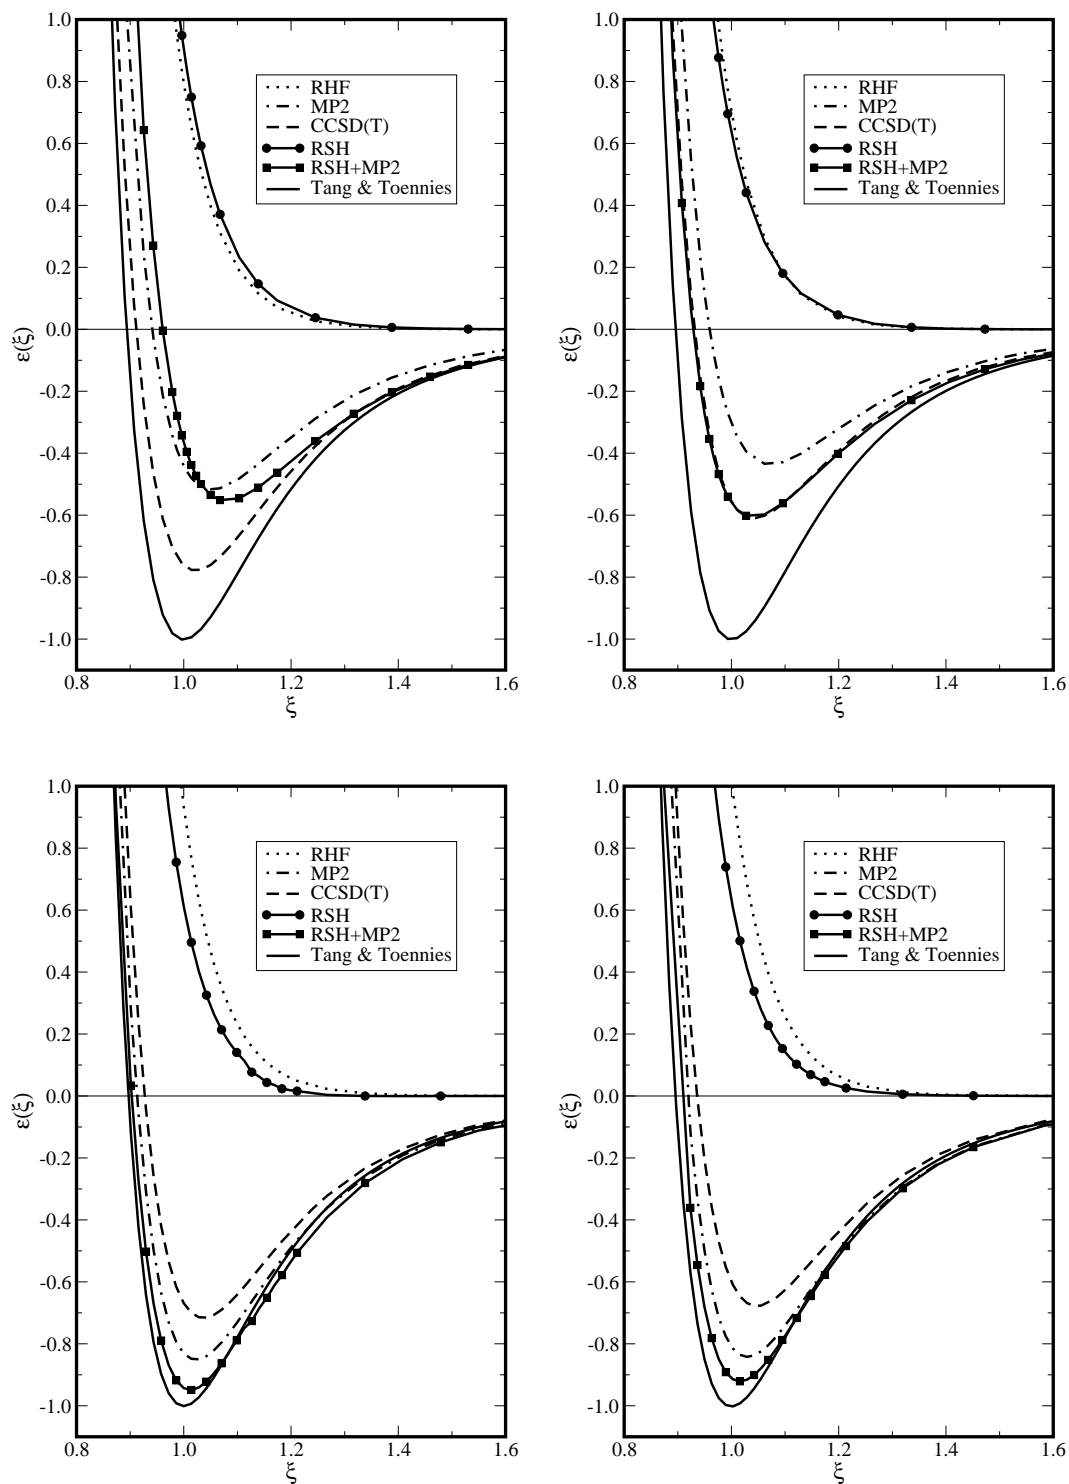 1.0
0.8
0.6
0.4
0.2
0.0
-0.2
-0.4
-0.6
-0.8
-1.0
ε(ξ)
0.8 1.0 1.2 1.4 1.6
ξ
RHF
MP2
CCSD(T)
RSH
RSH+MP2
Tang & Toennies
1.0
0.8
0.6
0.4
0.2
0.0
-0.2
-0.4
-0.6
-0.8
-1.0
ε(ξ)
0.8 1.0 1.2 1.4 1.6
ξ
RHF
MP2
CCSD(T)
RSH
RSH+MP2
Tang & Toennies
1.0
0.8
0.6
0.4
0.2
0.0
-0.2
-0.4
-0.6
-0.8
-1.0
ε(ξ)
0.8 1.0 1.2 1.4 1.6
ξ
RHF
MP2
CCSD(T)
RSH
RSH+MP2
Tang & Toennies
1.0
0.8
0.6
0.4
0.2
0.0
-0.2
-0.4
-0.6
-0.8
-1.0
ε(ξ)
0.8 1.0 1.2 1.4 1.6
ξ
RHF
MP2
CCSD(T)
RSH
RSH+MP2
Tang & Toennies